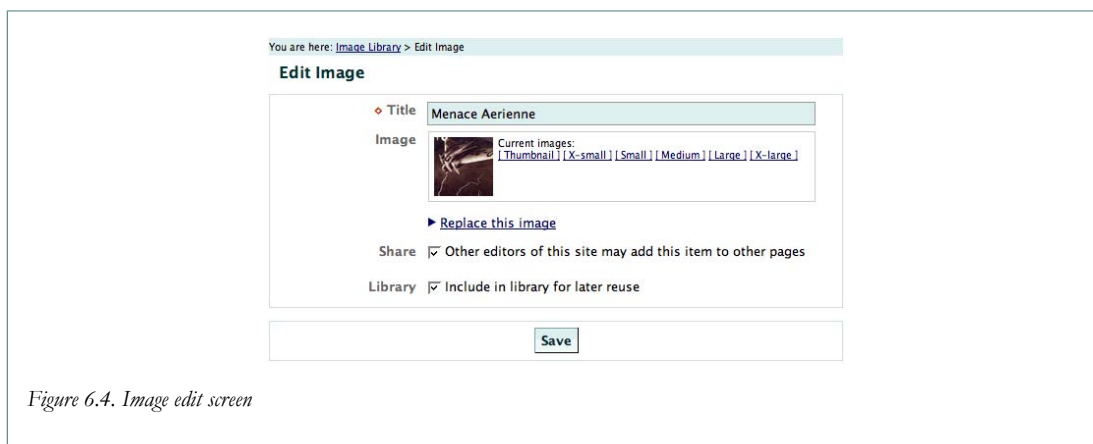 You are here: Image Library > Edit Image
Edit Image
Title Menace Aerienne
Image Current images:
[ Thumbnail ] [ X-small ] [ Small ] [ Medium ] [ Large ] [ X-large ]
Replace this image
Share Other editors of this site may add this item to other pages
Library Include in library for later reuse
Save
Figure 6.4. Image edit screen